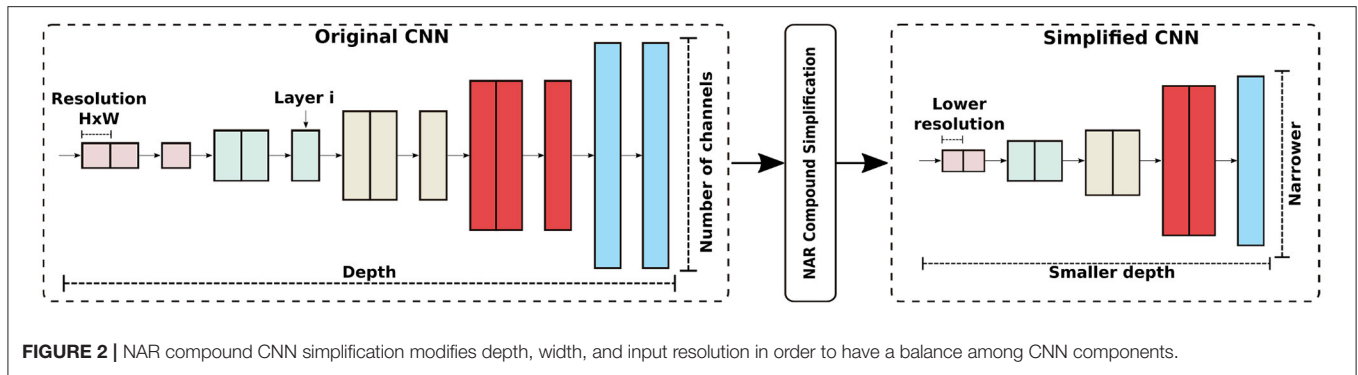 Original CNN
Resolution
HxW
Layer i
Number of channels
Depth
NAR Compound Simplification
Simplified CNN
Lower
resolution
Narrower
Smaller depth
FIGURE 2 | NAR compound CNN simplification modifies depth, width, and input resolution in order to have a balance among CNN components.